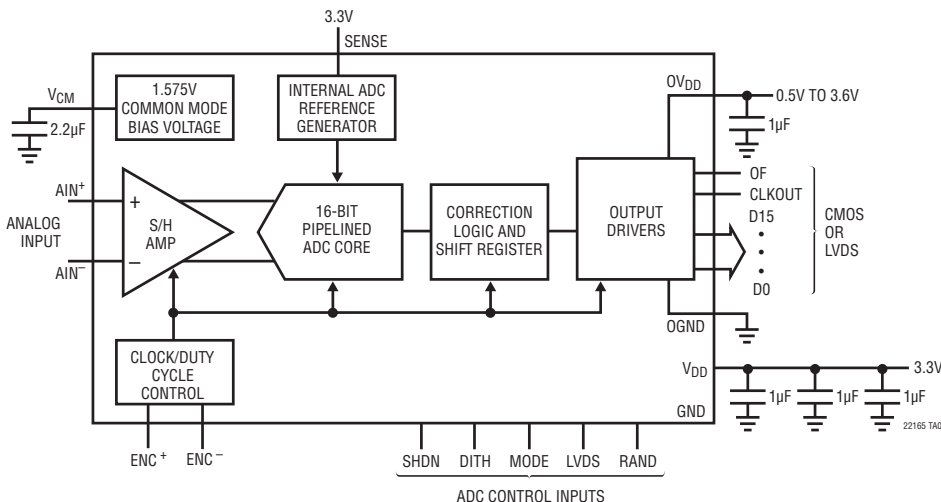 3.3V
SENSE
VCM
2.2µF
1.575V
COMMON MODE
BIAS VOLTAGE
INTERNAL ADC
REFERENCE
GENERATOR
OVDD
0.5V TO 3.6V
1µF
AIN+
ANALOG
INPUT
AIN−
+
−
S/H
AMP
16-BIT
PIPELINED
ADC CORE
CORRECTION
LOGIC AND
SHIFT REGISTER
OUTPUT
DRIVERS
OF
CLKOUT
D15
•
•
•
D0
CMOS
OR
LVDS
OGND
CLOCK/DUTY
CYCLE
CONTROL
VDD
3.3V
1µF
1µF
1µF
GND
22165 TA0
ENC+
ENC−
SHDN
DITH
MODE
LVDS
RAND
ADC CONTROL INPUTS